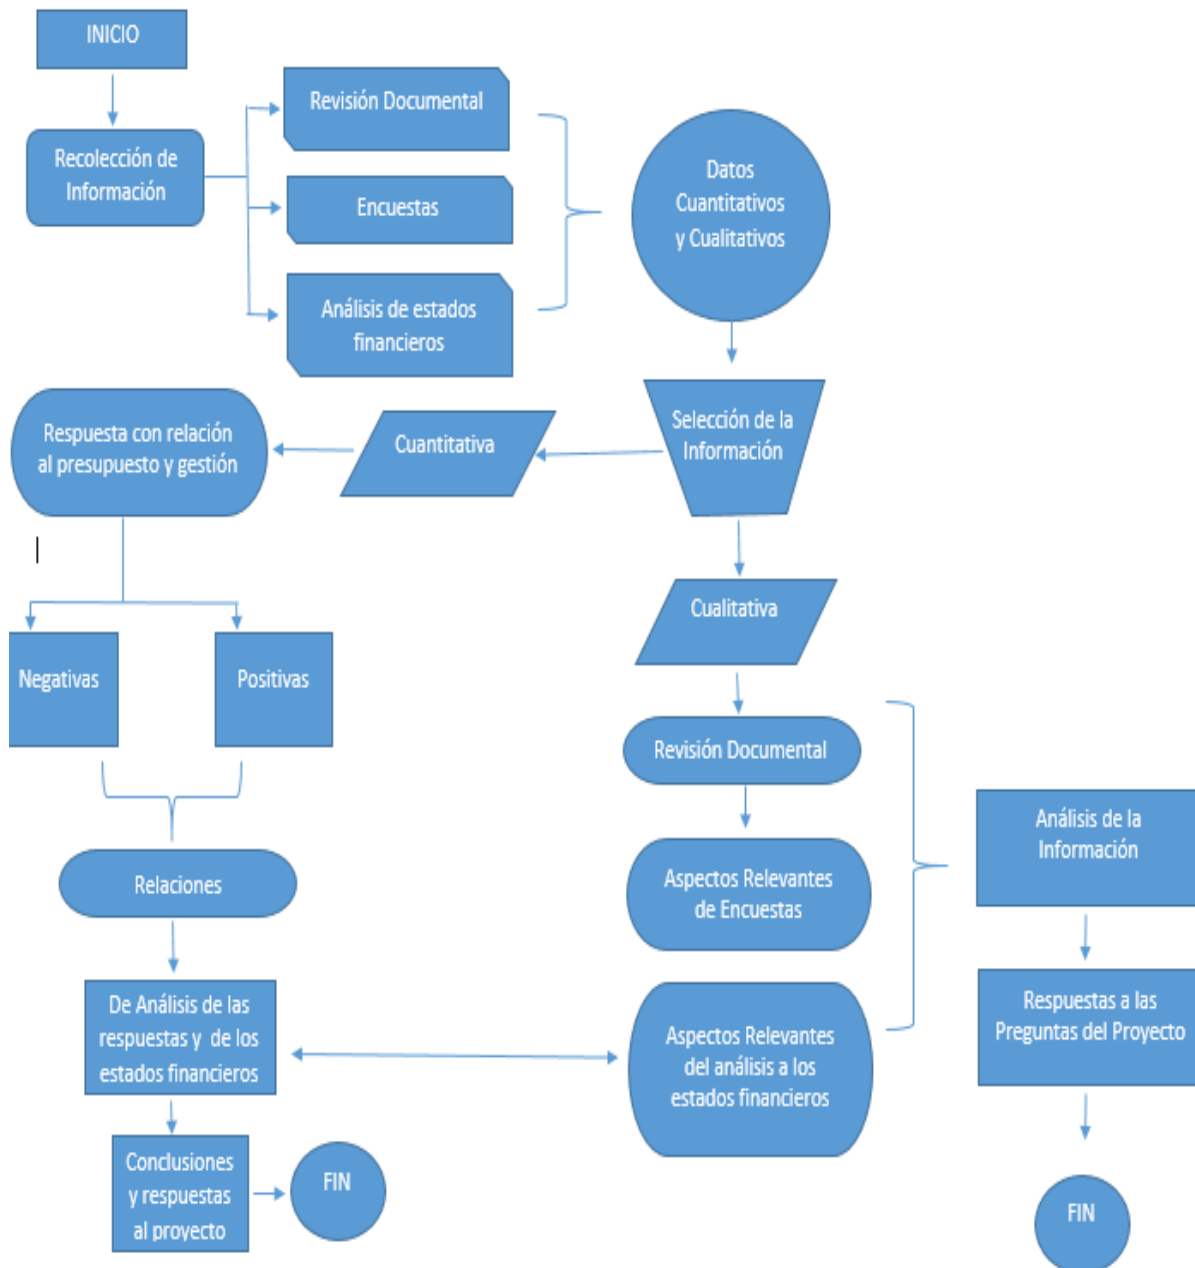 INICIO
Recolección de
Información
Revisión Documental
Encuestas
Análisis de estados
financieros
Datos
Cuantitativos
y Cualitativos
Selección de la
Información
Cuantitativa
Respuesta con relación
al presupuesto y gestión
Negativas
Positivas
Relaciones
De Análisis de las
respuestas y de los
estados financieros
Conclusiones
y respuestas
al proyecto
FIN
Cualitativa
Revisión Documental
Aspectos Relevantes
de Encuestas
Aspectos Relevantes
del análisis a los
estados financieros
Análisis de la
Información
Respuestas a las
Preguntas del Proyecto
FIN